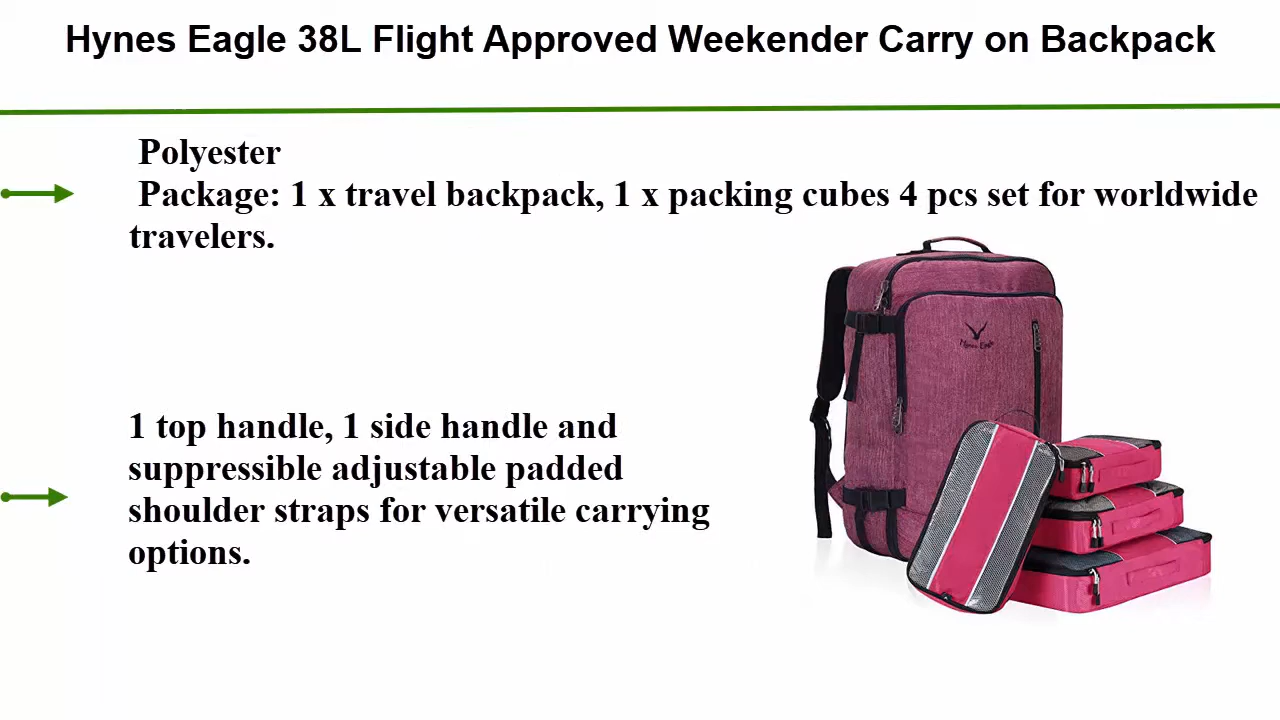 Hynes Eagle 38L Flight Approved Weekender Carry on Backpack
Polyester
Package: 1 x travel backpack, 1 x packing cubes 4 pcs set for worldwide
travelers.
Hynes Eagle
1 top handle, 1 side handle and
suppressible adjustable padded
shoulder straps for versatile carrying
options.